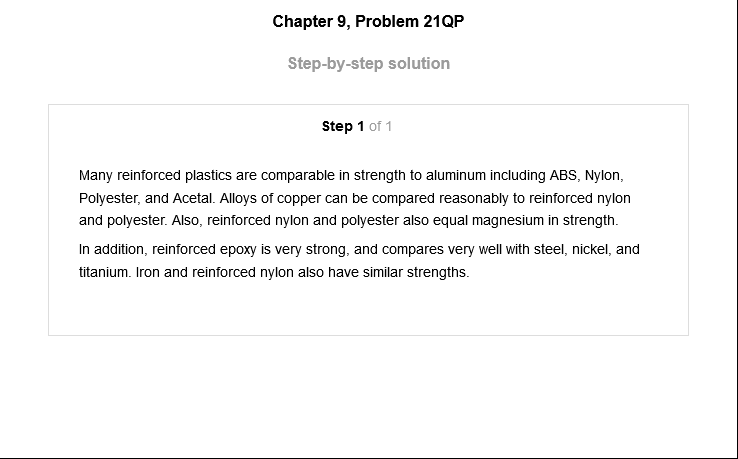 Chapter 9, Problem 21QP
Step-by-step solution
Step 1 of 1
Many reinforced plastics are comparable in strength to aluminum including ABS, Nylon,
Polyester, and Acetal. Alloys of copper can be compared reasonably to reinforced nylon
and polyester. Also, reinforced nylon and polyester also equal magnesium in strength.
In addition, reinforced epoxy is very strong, and compares very well with steel, nickel, and
titanium. Iron and reinforced nylon also have similar strengths.